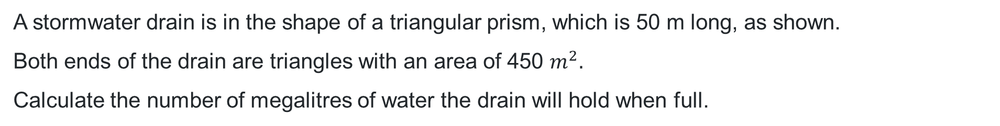 A stormwater drain is in the shape of a triangular prism, which is 50 m long, as shown.
Both ends of the drain are triangles with an area of 450 m².
Calculate the number of megalitres of water the drain will hold when full.